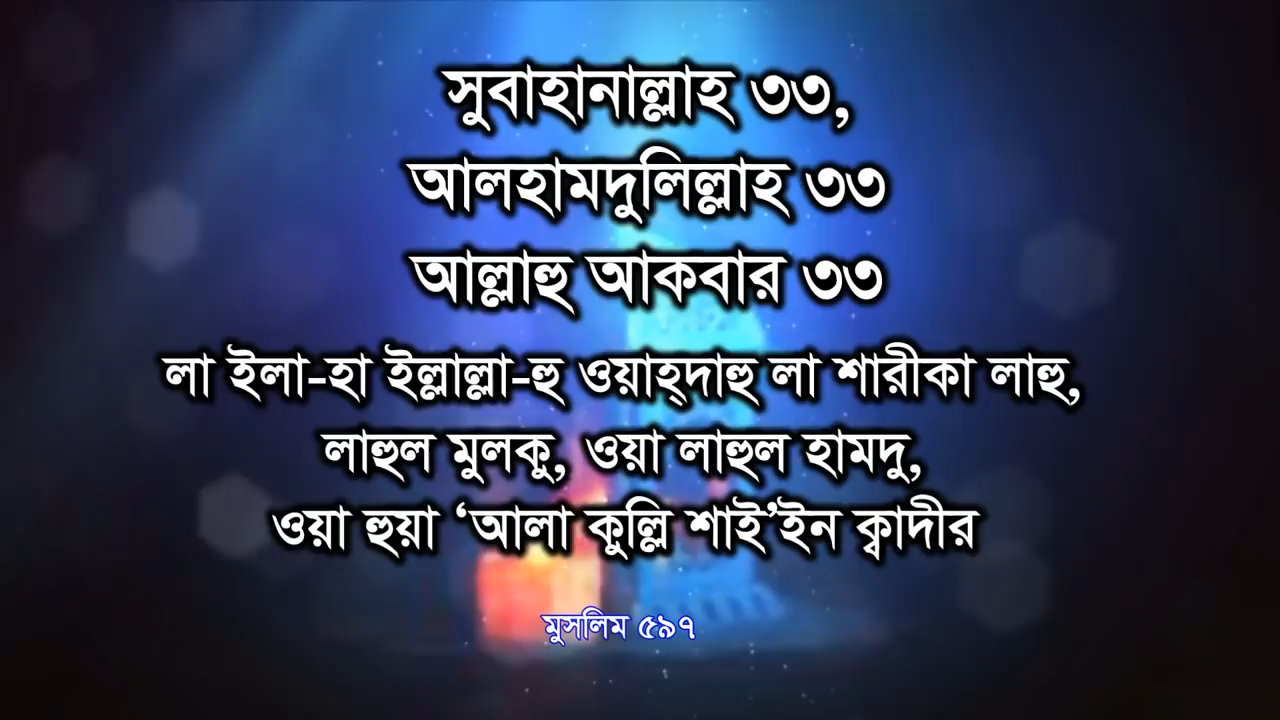 সুবাহানাল্লাহ ৩৩,
আলহামদুলিল্লাহ ৩৩
আল্লাহু আকবার ৩৩
লা ইলা-হা ইল্লাল্লা-হু ওয়াহ্‌দাহু লা শারীকা লাহু,
লাহুল মুলকু, ওয়া লাহুল হামদু,
ওয়া হুয়া ‘আলা কুল্লি শাই’ইন ক্বাদীর
মুসলিম ৫৯৭